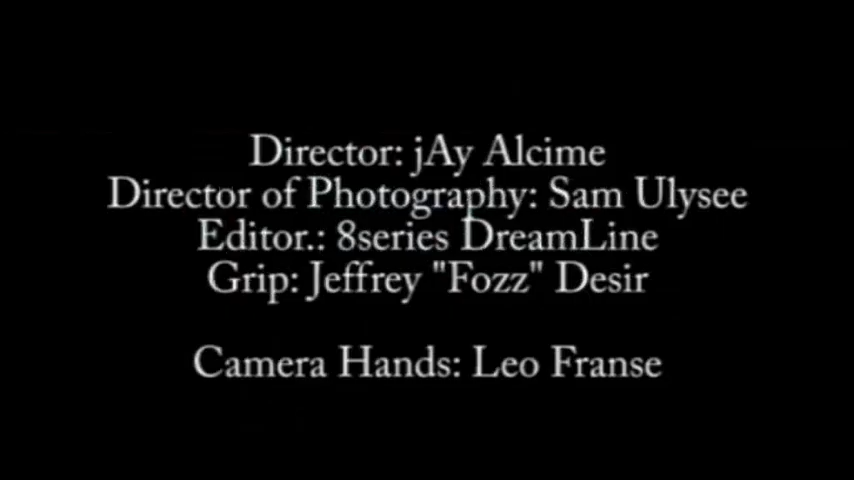 Director: jAy Alcime
Director of Photography: Sam Ulysee
Editor.: 8series DreamLine
Grip: Jeffrey "Fozz" Desir
Camera Hands: Leo Franse